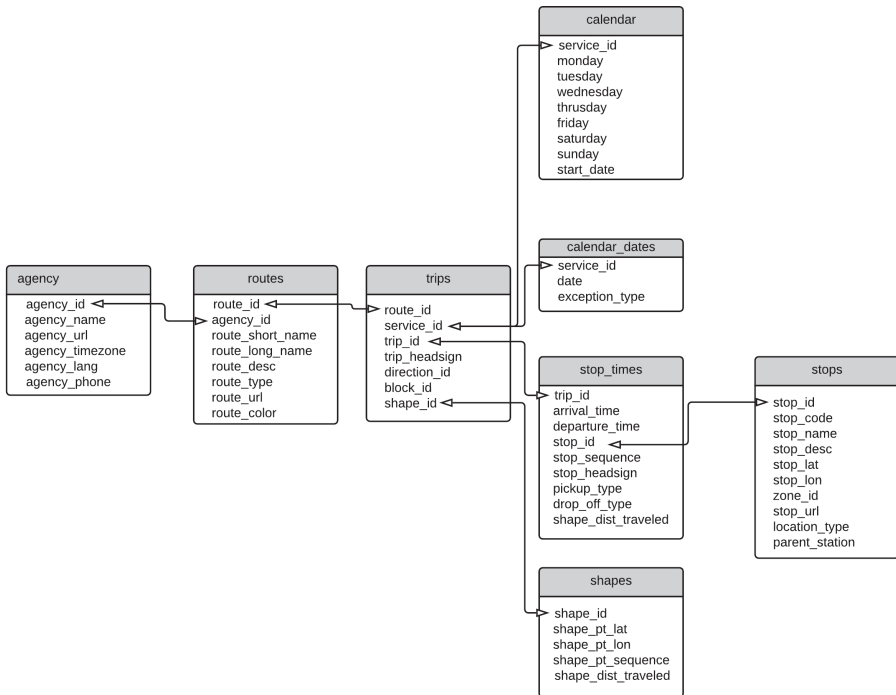 calendar
service_id
monday
tuesday
wednesday
thrusday
friday
saturday
sunday
start_date
calendar_dates
service_id
date
exception_type
agency
agency_id
agency_name
agency_url
agency_timezone
agency_lang
agency_phone
routes
route_id
agency_id
route_short_name
route_long_name
route_desc
route_type
route_url
route_color
trips
route_id
service_id
trip_id
trip_headsign
direction_id
block_id
shape_id
stop_times
trip_id
arrival_time
departure_time
stop_id
stop_sequence
stop_headsign
pickup_type
drop_off_type
shape_dist_traveled
stops
stop_id
stop_code
stop_name
stop_desc
stop_lat
stop_lon
zone_id
stop_url
location_type
parent_station
shapes
shape_id
shape_pt_lat
shape_pt_lon
shape_pt_sequence
shape_dist_traveled